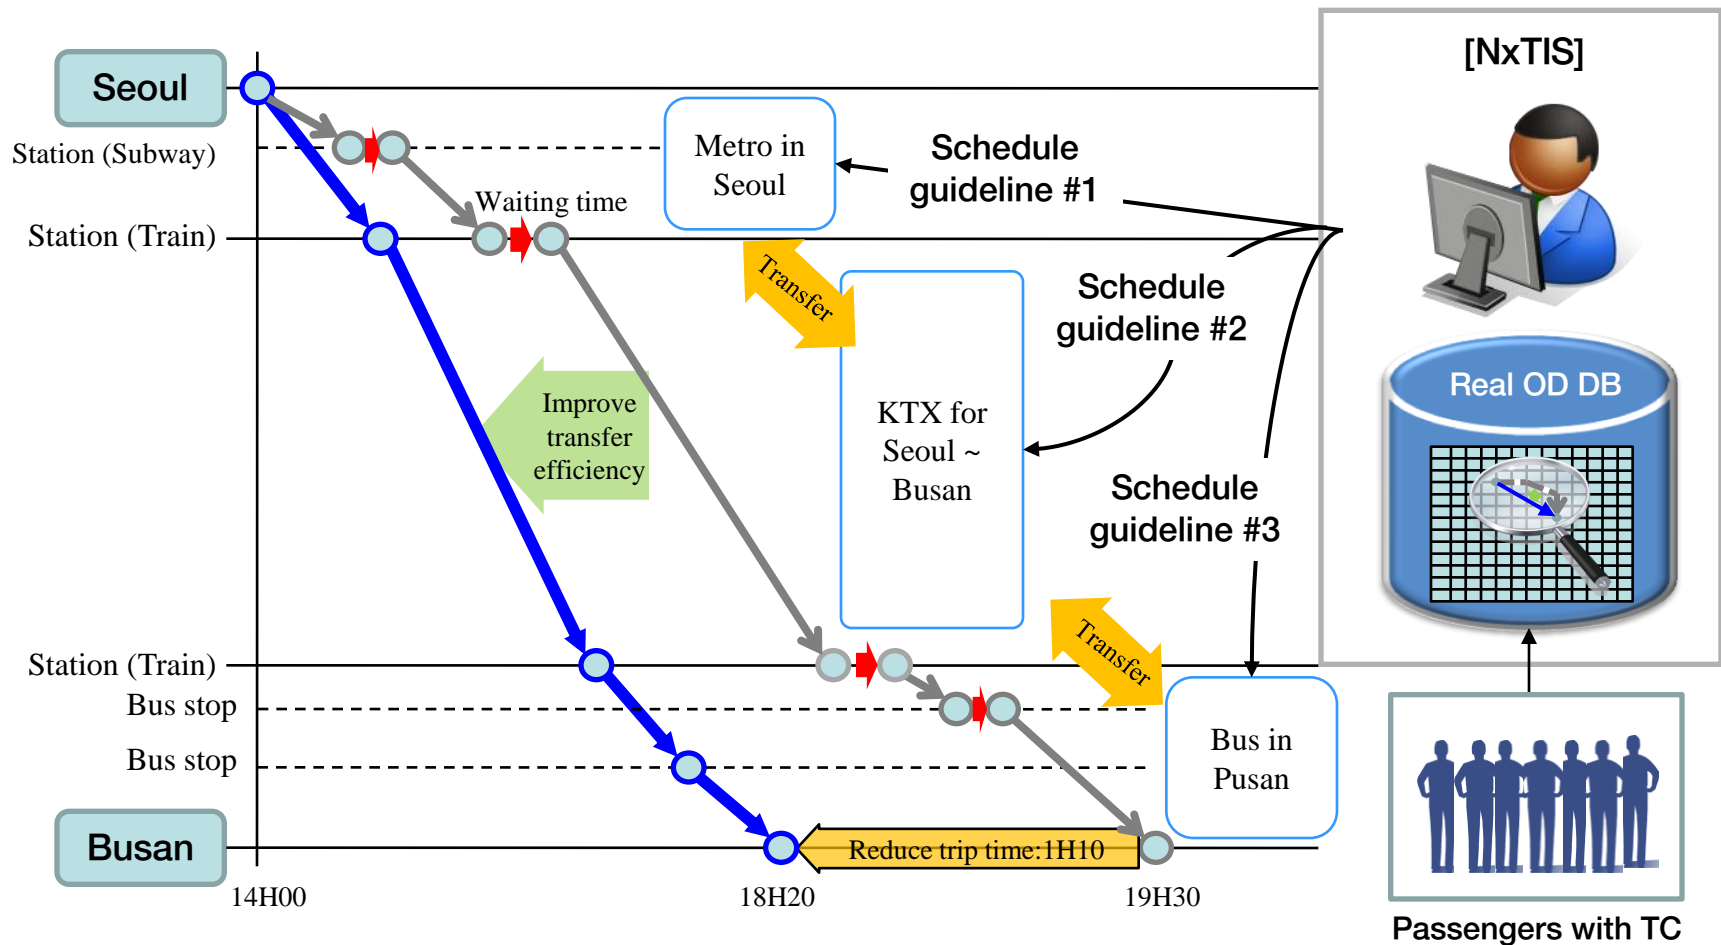 [NxTIS]
Seoul
Station (Subway)
Metro in
Seoul
Schedule
guideline #1
Waiting time
Station (Train)
Transfer
Schedule
guideline #2
Real OD DB
Improve
transfer
efficiency
KTX for
Seoul ~
Busan
Schedule
guideline #3
Transfer
Station (Train)
Bus stop
Bus stop
Bus in
Pusan
Busan
Reduce trip time:1H10
14H00
18H20
19H30
Passengers with TC